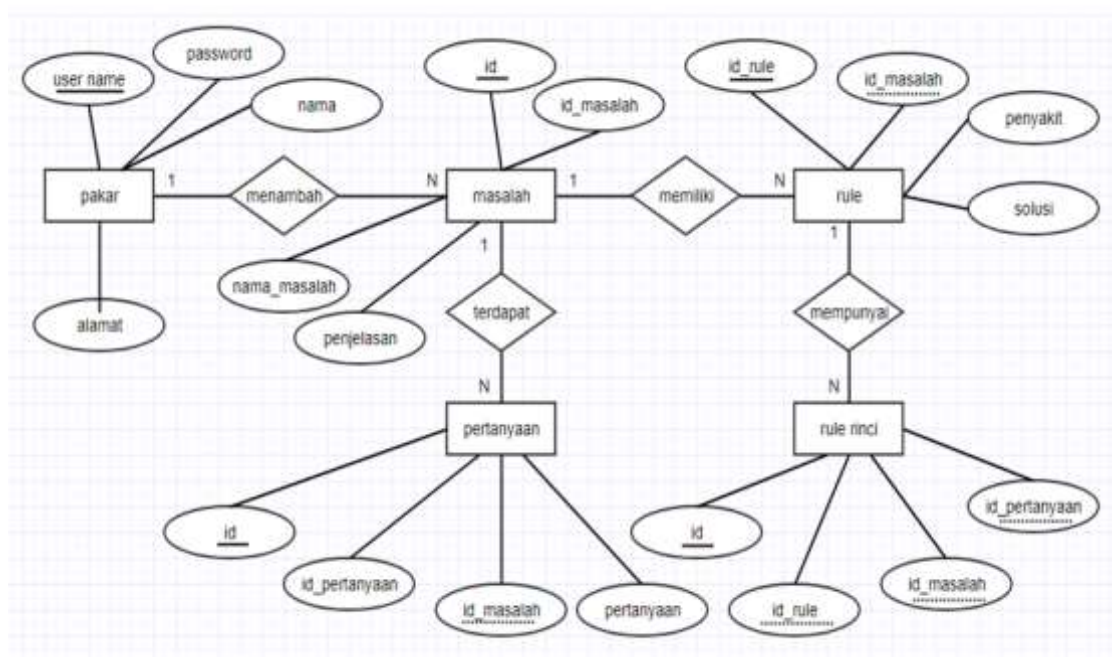 password
user name
nama
id
id_masalah
id_rule
id_masalah
penyakit
pakar
1
menambah
N
masalah
1
memiliki
N
rule
solusi
nama_masalah
alamat
penjelasan
1
terdapat
N
1
mempunyai
N
pertanyaan
rule rinci
id
id_pertanyaan
id_masalah
pertanyaan
id
id_rule
id_masalah
id_pertanyaan